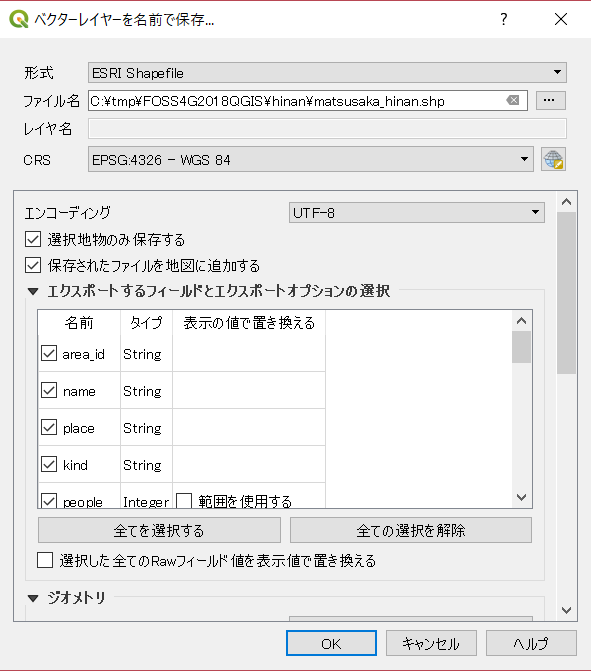 ベクターレイヤーを名前で保存...
形式 ESRI Shapefile
ファイル名 C:¥tmp¥FOSS4G2018QGIS¥hinan¥matsusaka_hinan.shp ...
レイヤ名
CRS EPSG:4326 - WGS 84
エンコーディング UTF-8
選択地物のみ保存する
保存されたファイルを地図に追加する
エクスポートするフィールドとエクスポートオプションの選択
名前 タイプ 表示の値で置き換える
area_id String
name String
place String
kind String
people Integer 範囲を使用する
全てを選択する 全ての選択を解除
選択した全てのRawフィールド値を表示値で置き換える
ジオメトリ
OK キャンセル ヘルプ